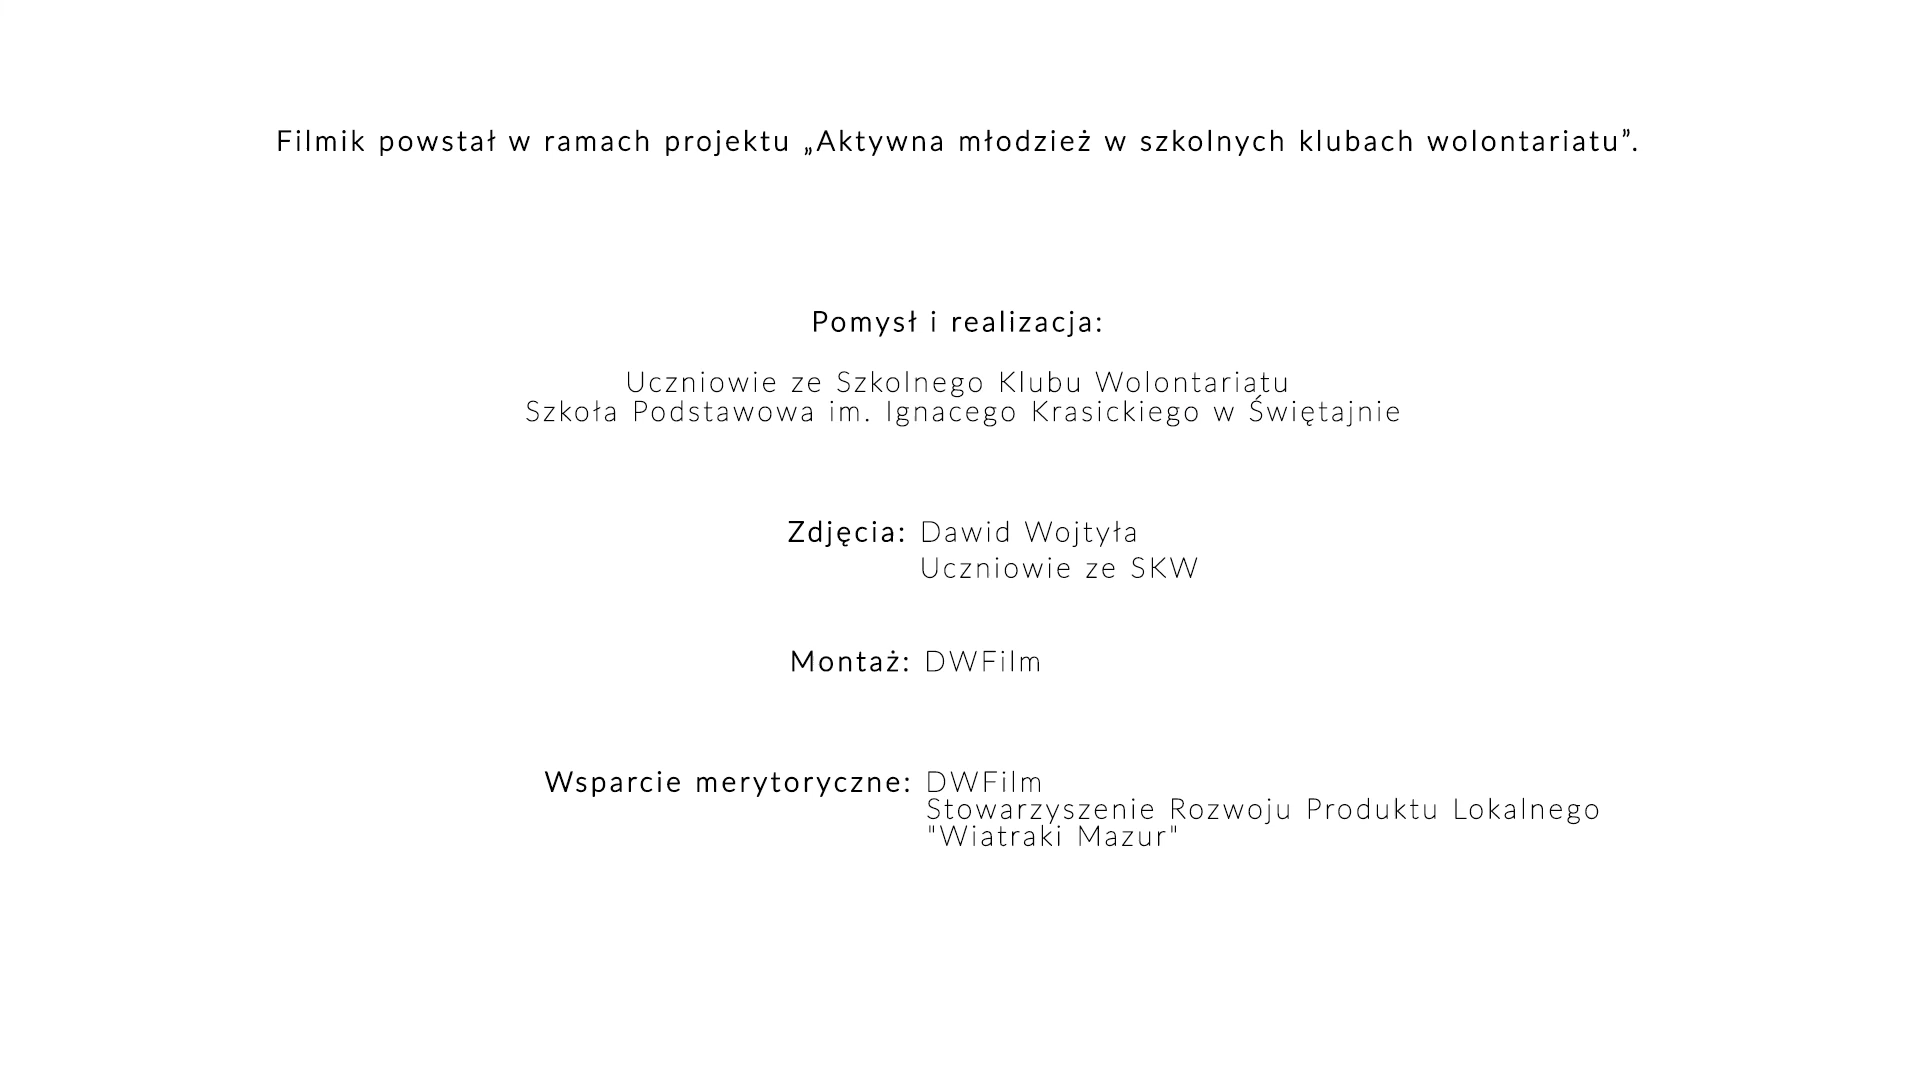 Filmik powstał w ramach projektu „Aktywna młodzież w szkolnych klubach wolontariatu”.
Pomysł i realizacja:
Uczniowie ze Szkolnego Klubu Wolontariatu
Szkoła Podstawowa im. Ignacego Krasickiego w Świętajnie
Zdjęcia: Dawid Wojtyła
Uczniowie ze SKW
Montaż: DWFilm
Wsparcie merytoryczne: DWFilm
Stowarzyszenie Rozwoju Produktu Lokalnego
"Wiatraki Mazur"